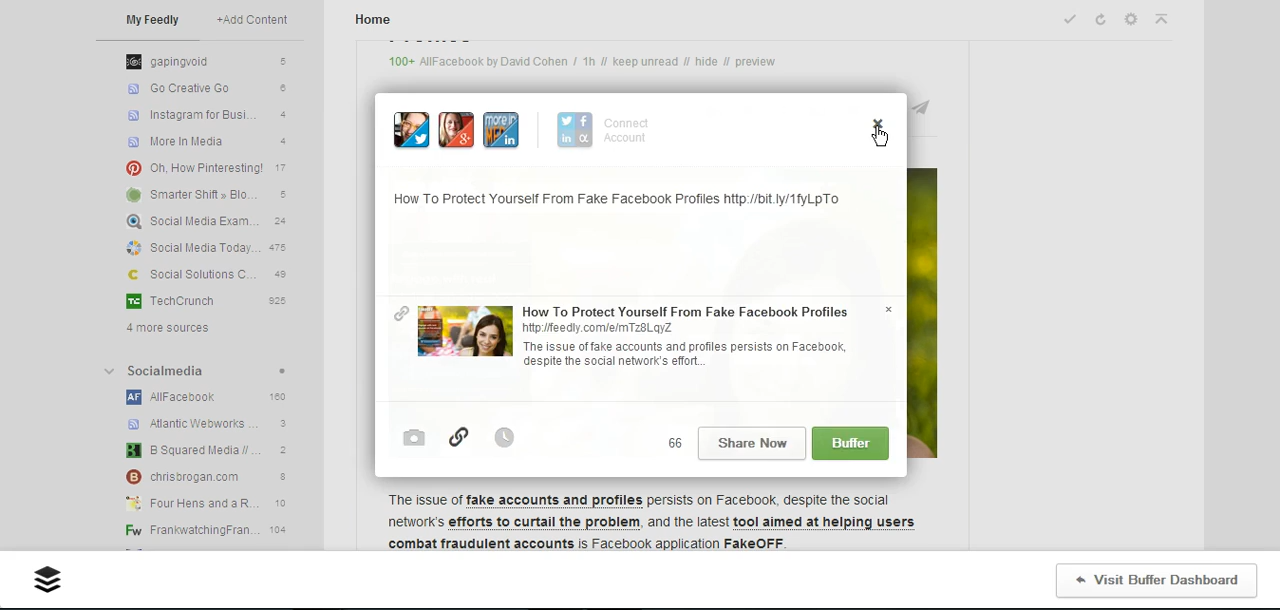 My Feedly
+Add Content
gapingvoid 5
Go Creative Go 6
Instagram for Busi... 4
More In Media 4
Oh, How Pinteresting! 17
Smarter Shift » Blo... 5
Social Media Exam... 24
Social Media Today... 475
Social Solutions C... 49
TechCrunch 925
4 more sources
Socialmedia
AllFacebook 160
Atlantic Webworks ... 3
B Squared Media // ... 2
chrisbrogan.com 8
Four Hens and a R... 10
FrankwatchingFran... 104
Home
100+ AllFacebook by David Cohen / 1h // keep unread // hide // preview
more in
Connect
Account
How To Protect Yourself From Fake Facebook Profiles http://bit.ly/1fyLpTo
How To Protect Yourself From Fake Facebook Profiles
http://feedly.com/e/mTz8LqyZ
The issue of fake accounts and profiles persists on Facebook,
despite the social network's effort...
66
Share Now
Buffer
The issue of fake accounts and profiles persists on Facebook, despite the social
network's efforts to curtail the problem, and the latest tool aimed at helping users
combat fraudulent accounts is Facebook application FakeOFF.
Visit Buffer Dashboard